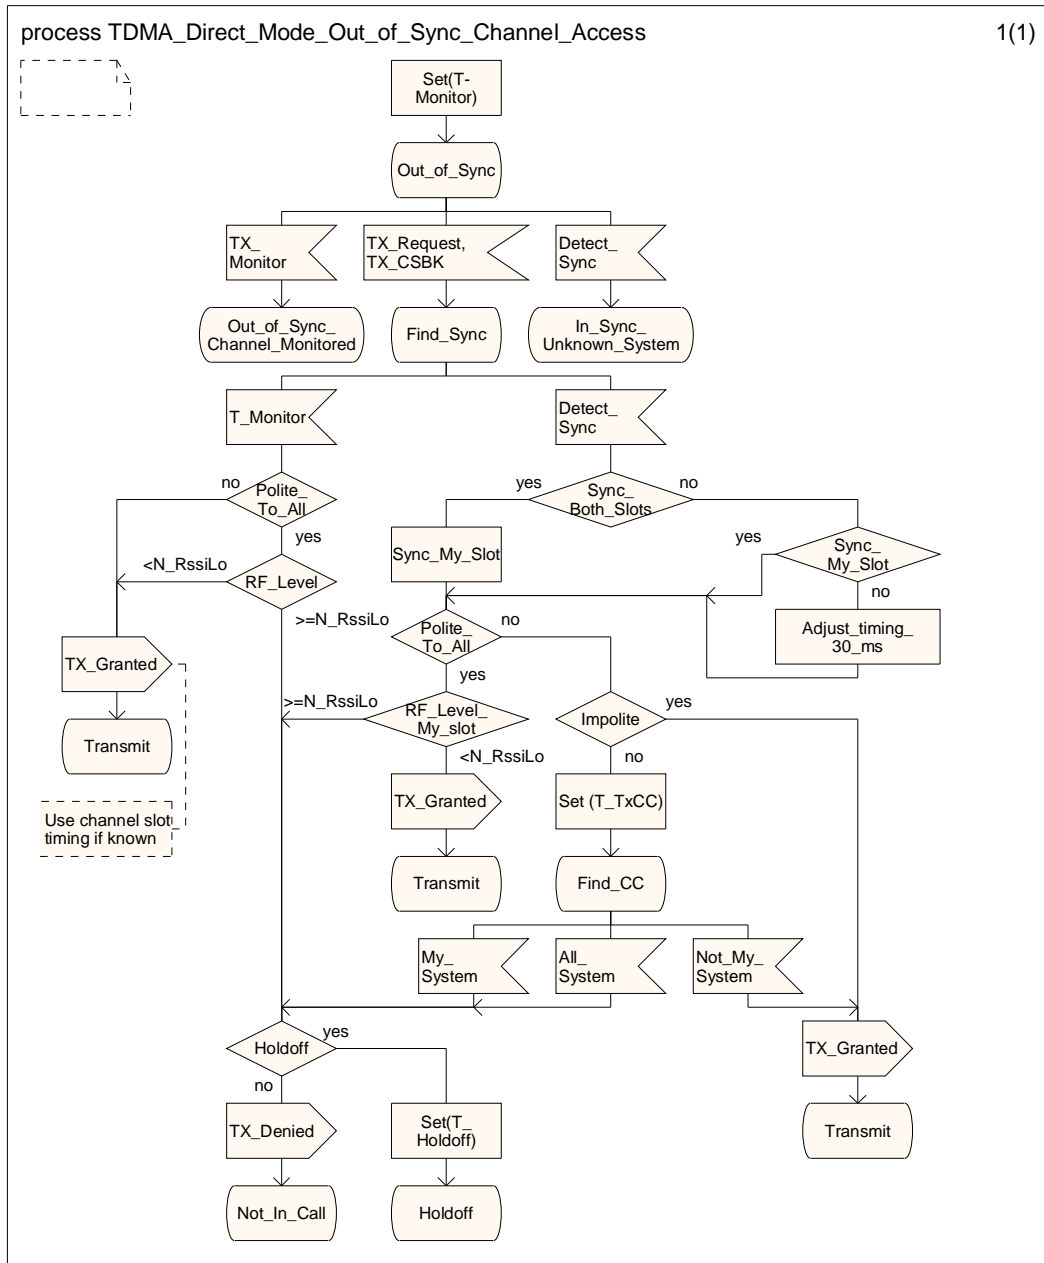 process TDMA_Direct_Mode_Out_of_Sync_Channel_Access
1(1)
Set(T-
Monitor)
Out_of_Sync
TX_
Monitor
TX_Request,
TX_CSBK
Detect_
Sync
Out_of_Sync_
Channel_Monitored
Find_Sync
In_Sync_
Unknown_System
T_Monitor
Detect_
Sync
no
Polite_
To_All
yes
yes
Sync_
Both_Slots
no
Sync_My_Slot
yes
Sync_
My_Slot
no
<N_RssiLo
RF_Level
>=N_RssiLo
Polite_
To_All
no
yes
Adjust_timing_
30_ms
TX_Granted
Transmit
Use channel slot
timing if known
>=N_RssiLo
RF_Level_
My_slot
<N_RssiLo
Impolite
yes
no
TX_Granted
Set (T_TxCC)
Transmit
Find_CC
My_
System
All_
System
Not_My_
System
Holdoff
yes
no
TX_Granted
TX_Denied
Set(T_
Holdoff)
Transmit
Not_In_Call
Holdoff